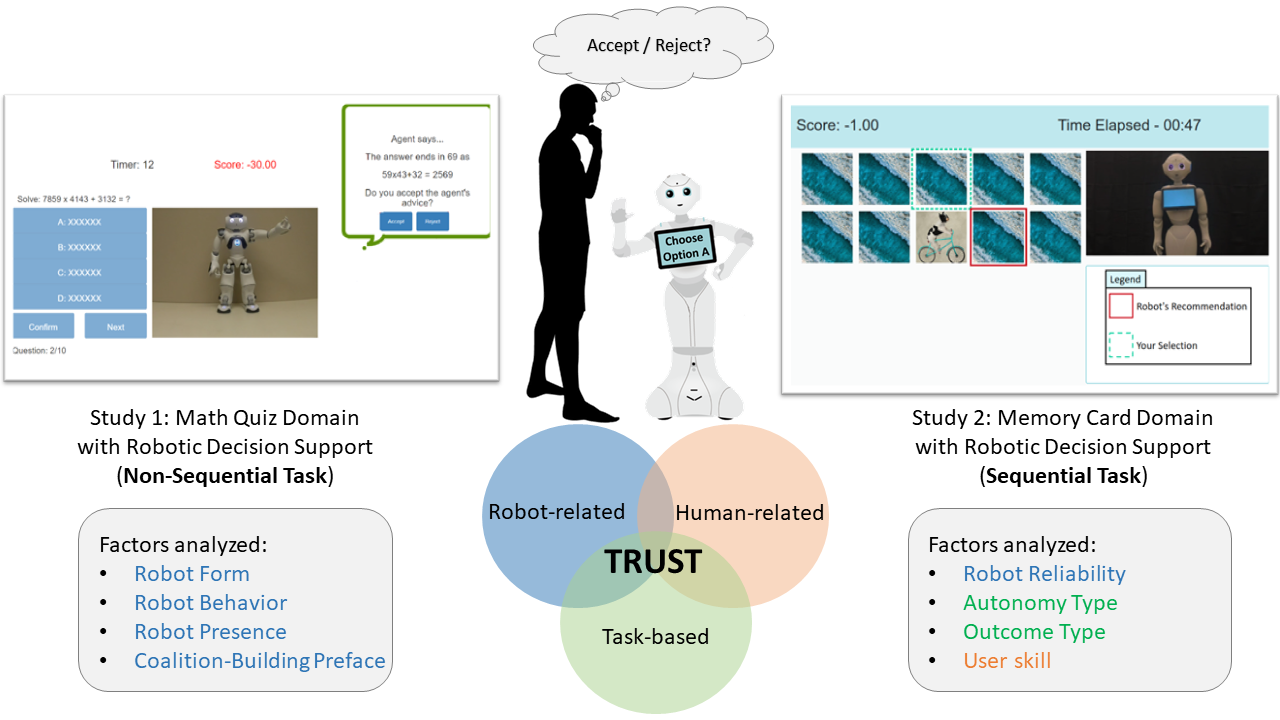 Accept / Reject?
Timer: 12
Score: -30.00
Solve: 7859 x 4143 + 3132 = ?
A: XXXXXX
B: XXXXXX
C: XXXXXX
D: XXXXXX
Confirm
Next
Question: 2/10
Agent says...
The answer ends in 69 as
59x43+32 = 2569
Do you accept the agent's
advice?
Accept
Reject
Choose
Option A
Score: -1.00
Time Elapsed - 00:47
Legend
Robot's Recommendation
Your Selection
Study 1: Math Quiz Domain
with Robotic Decision Support
(Non-Sequential Task)
Factors analyzed:
• Robot Form
• Robot Behavior
• Robot Presence
• Coalition-Building Preface
Robot-related
Human-related
TRUST
Task-based
Study 2: Memory Card Domain
with Robotic Decision Support
(Sequential Task)
Factors analyzed:
• Robot Reliability
• Autonomy Type
• Outcome Type
• User skill